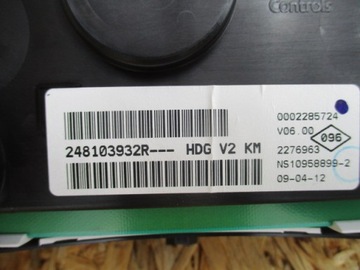 Controls
0002285724
V06.00
096
2276963
248103932R--- HDG V2 KM
NS10958899-2
09-04-12